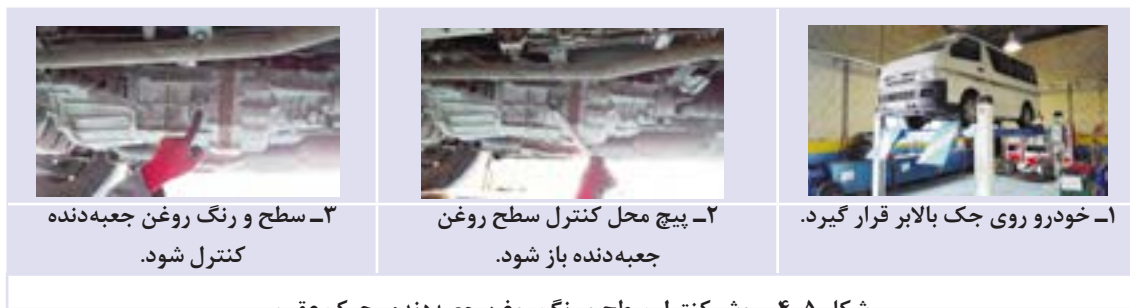 ۱ـ خودرو روی جک بالابر قرار گیرد.
۲ـ پیچ محل کنترل سطح روغن
جعبه‌دنده باز شود.
۳ـ سطح و رنگ روغن جعبه‌دنده
کنترل شود.